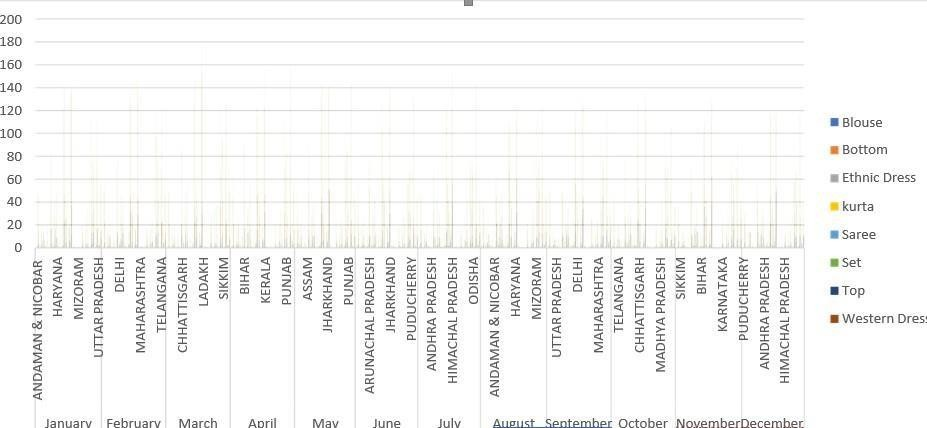 200
180
160
140
120
100
80
60
40
20
0
Blouse
Bottom
Ethnic Dress
kurta
Saree
Set
Top
Western Dress
ANDAMAN & NICOBAR
HARYANA
MIZORAM
UTTAR PRADESH
DELHI
MAHARASHTRA
TELANGANA
CHHATTISGARH
LADAKH
SIKKIM
BIHAR
KERALA
PUNJAB
ASSAM
JHARKHAND
PUNJAB
ARUNACHAL PRADESH
JHARKHAND
PUDUCHERRY
ANDHRA PRADESH
HIMACHAL PRADESH
ODISHA
ANDAMAN & NICOBAR
HARYANA
MIZORAM
UTTAR PRADESH
DELHI
MAHARASHTRA
TELANGANA
CHHATTISGARH
MADHYA PRADESH
SIKKIM
BIHAR
KARNATAKA
PUDUCHERRY
ANDHRA PRADESH
HIMACHAL PRADESH
January February March April May June July August September October November December